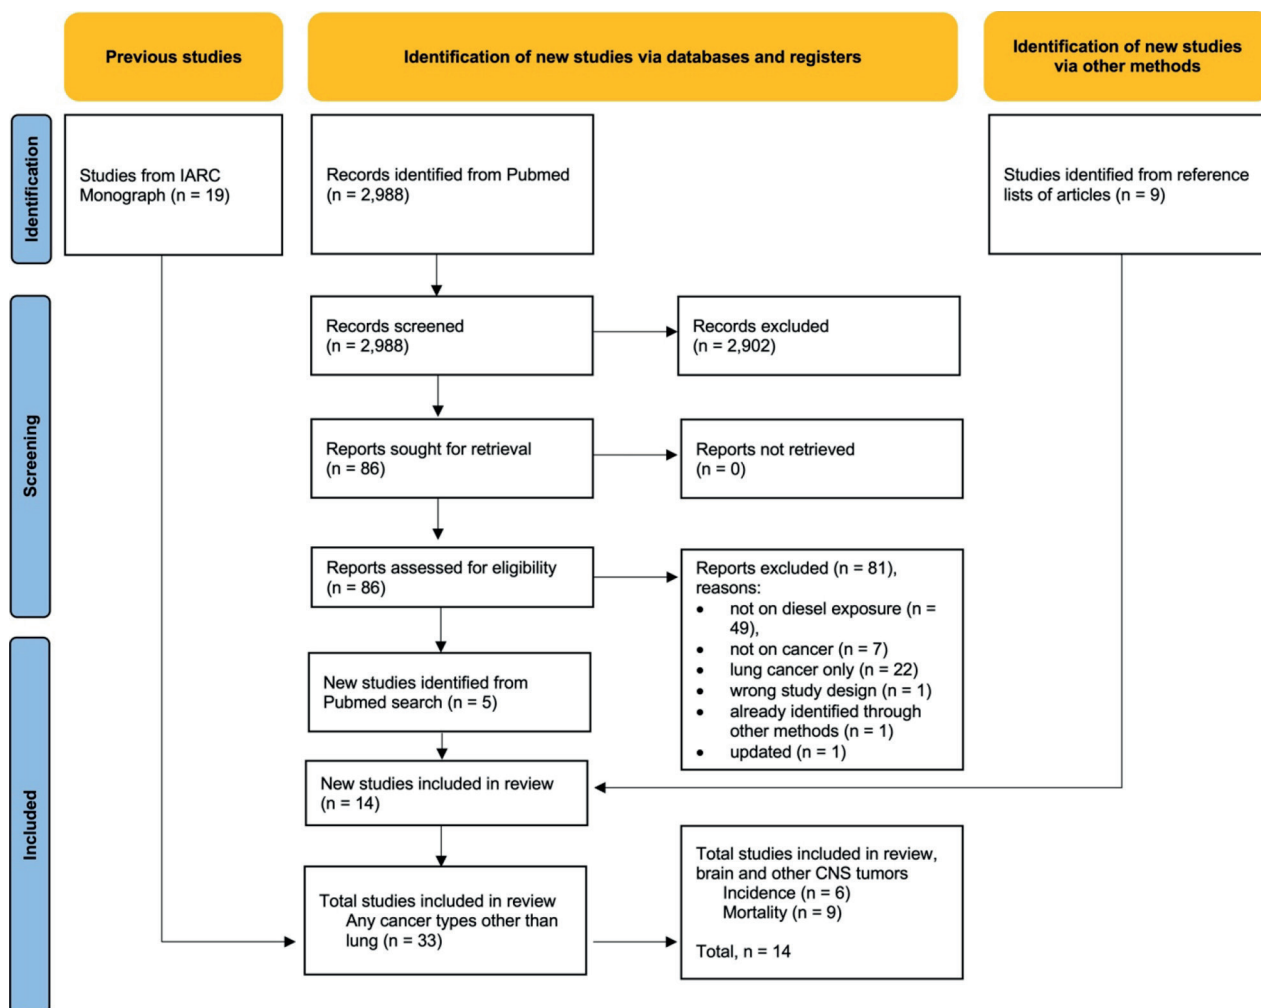 Previous studies
Identification of new studies via databases and registers
Identification of new studies
via other methods
Identification
Studies from IARC
Monograph (n = 19)
Records identified from Pubmed
(n = 2,988)
Studies identified from reference
lists of articles (n = 9)
Screening
Records screened
(n = 2,988)
Records excluded
(n = 2,902)
Reports sought for retrieval
(n = 86)
Reports not retrieved
(n = 0)
Reports assessed for eligibility
(n = 86)
Reports excluded (n = 81),
reasons:
• not on diesel exposure (n =
49),
• not on cancer (n = 7)
• lung cancer only (n = 22)
• wrong study design (n = 1)
• already identified through
other methods (n = 1)
• updated (n = 1)
Included
New studies identified from
Pubmed search (n = 5)
New studies included in review
(n = 14)
Total studies included in review
Any cancer types other than
lung (n = 33)
Total studies included in review,
brain and other CNS tumors
Incidence (n = 6)
Mortality (n = 9)
Total, n = 14